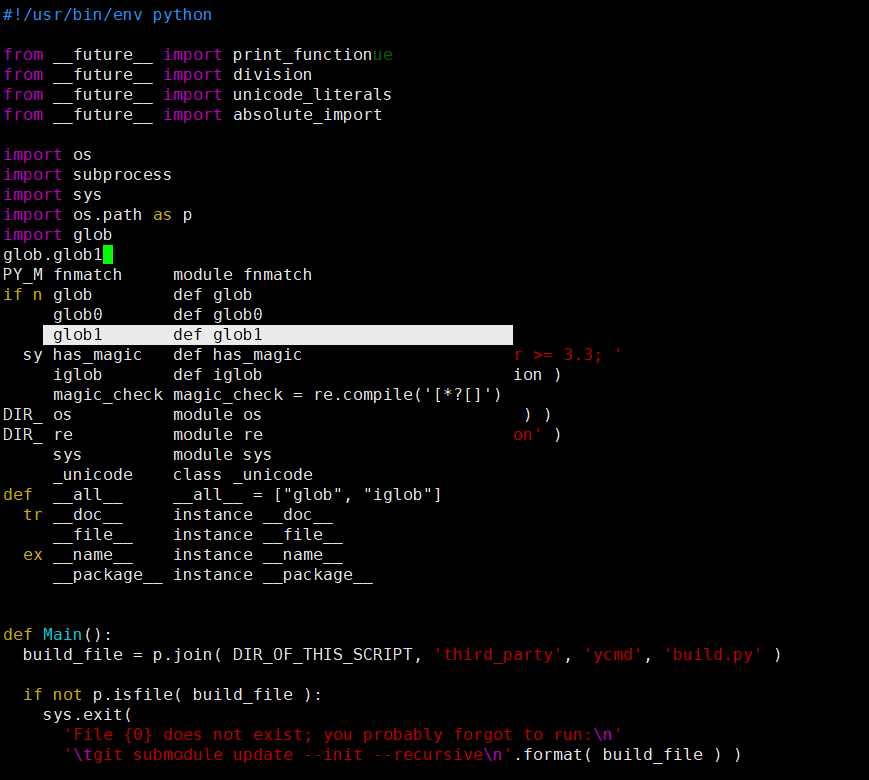 #!/usr/bin/env python
from __future__ import print_functionue
from __future__ import division
from __future__ import unicode_literals
from __future__ import absolute_import
import os
import subprocess
import sys
import os.path as p
import glob
glob.glob1
PY_M fnmatch     module fnmatch
if n glob        def glob
     glob0       def glob0
     glob1       def glob1
  sy has_magic   def has_magic                     r >= 3.3; '
     iglob       def iglob                         ion )
     magic_check magic_check = re.compile('[*?[]')
DIR_ os          module os                          ) )
DIR_ re          module re                         on' )
     sys         module sys
     _unicode    class _unicode
def  __all__     __all__ = ["glob", "iglob"]
  tr __doc__     instance __doc__
     __file__    instance __file__
  ex __name__    instance __name__
     __package__ instance __package__
def Main():
  build_file = p.join( DIR_OF_THIS_SCRIPT, 'third_party', 'ycmd', 'build.py' )
  if not p.isfile( build_file ):
    sys.exit(
      'File {0} does not exist; you probably forgot to run:\n'
      '\tgit submodule update --init --recursive\n'.format( build_file ) )